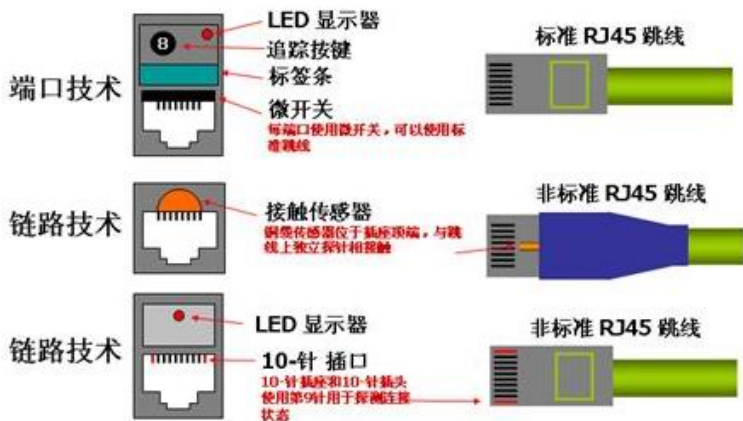 LED 显示器
8
追踪按键
标签条
端口技术
微开关
每端口使用微开关，可以使用标
准跳线
标准 RJ45 跳线
链路技术
接触传感器
铜缆传感器位于插座顶端，与跳
线上独立探针相接触
非标准 RJ45 跳线
链路技术
LED 显示器
10-针 插口
10-针插座和10-针插头
使用第9针用于探测连接
状态
非标准 RJ45 跳线